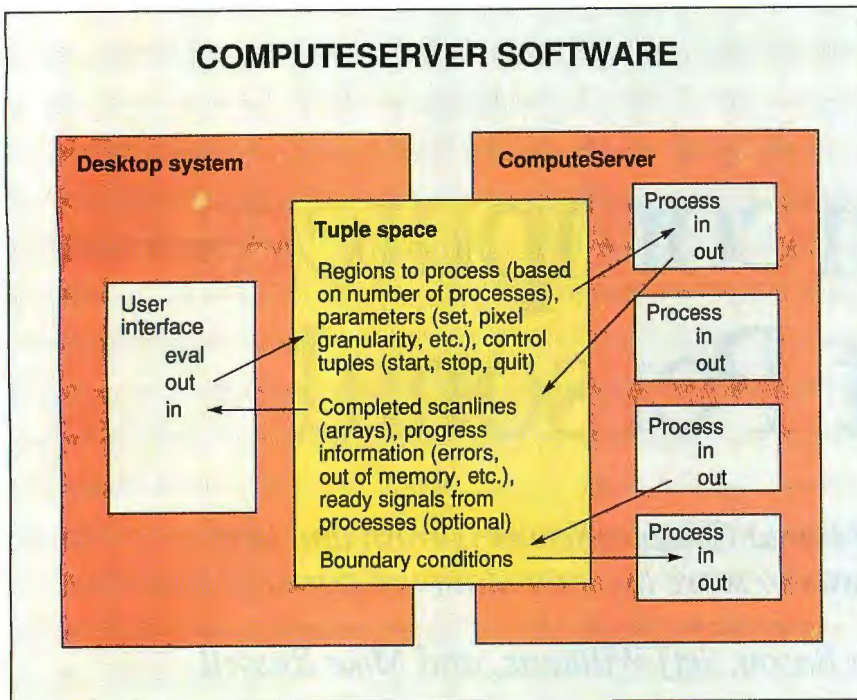 COMPUTESERVER SOFTWARE
Desktop system
User
interface
eval
out
in
Tuple space
Regions to process (based
on number of processes),
parameters (set, pixel
granularity, etc.), control
tuples (start, stop, quit)
Completed scanlines
(arrays), progress
information (errors,
out of memory, etc.),
ready signals from
processes (optional)
Boundary conditions
ComputeServer
Process
in
out
Process
in
out
Process
in
out
Process
in
out